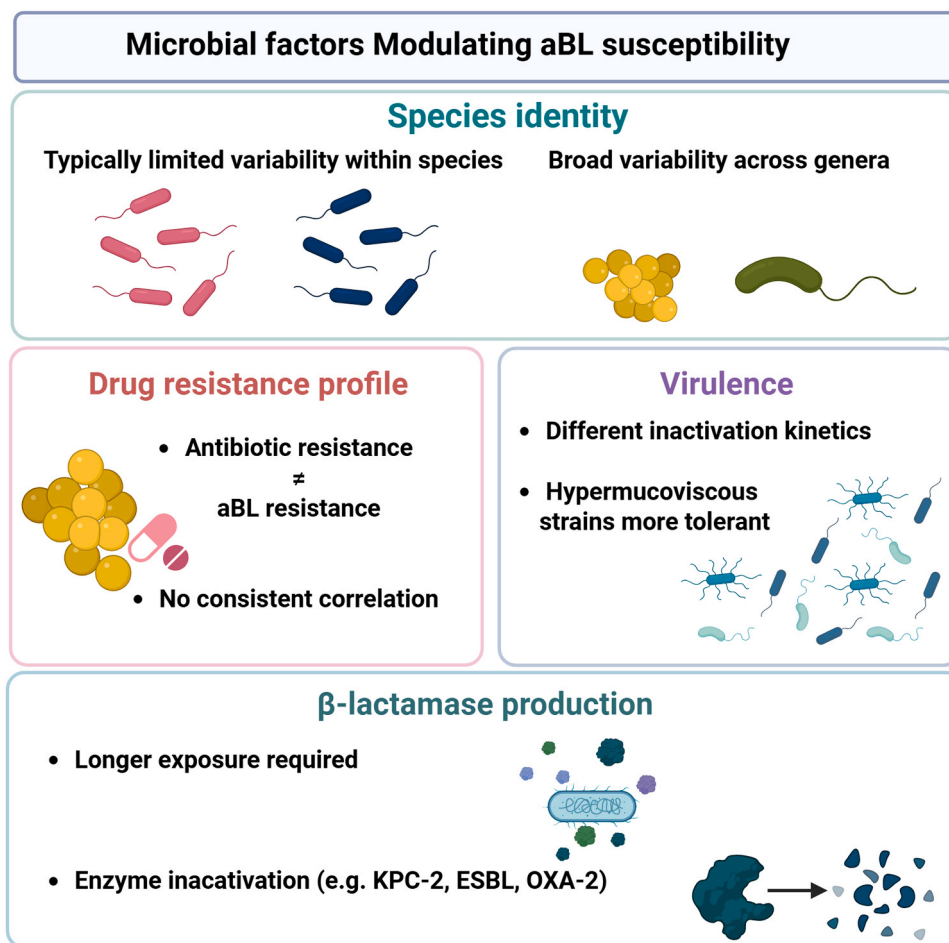 Microbial factors Modulating aBL susceptibility
Species identity
Typically limited variability within species
Broad variability across genera
Drug resistance profile
• Antibiotic resistance
≠
aBL resistance
• No consistent correlation
Virulence
• Different inactivation kinetics
• Hypermucoviscous
strains more tolerant
β-lactamase production
• Longer exposure required
• Enzyme inacativation (e.g. KPC-2, ESBL, OXA-2)